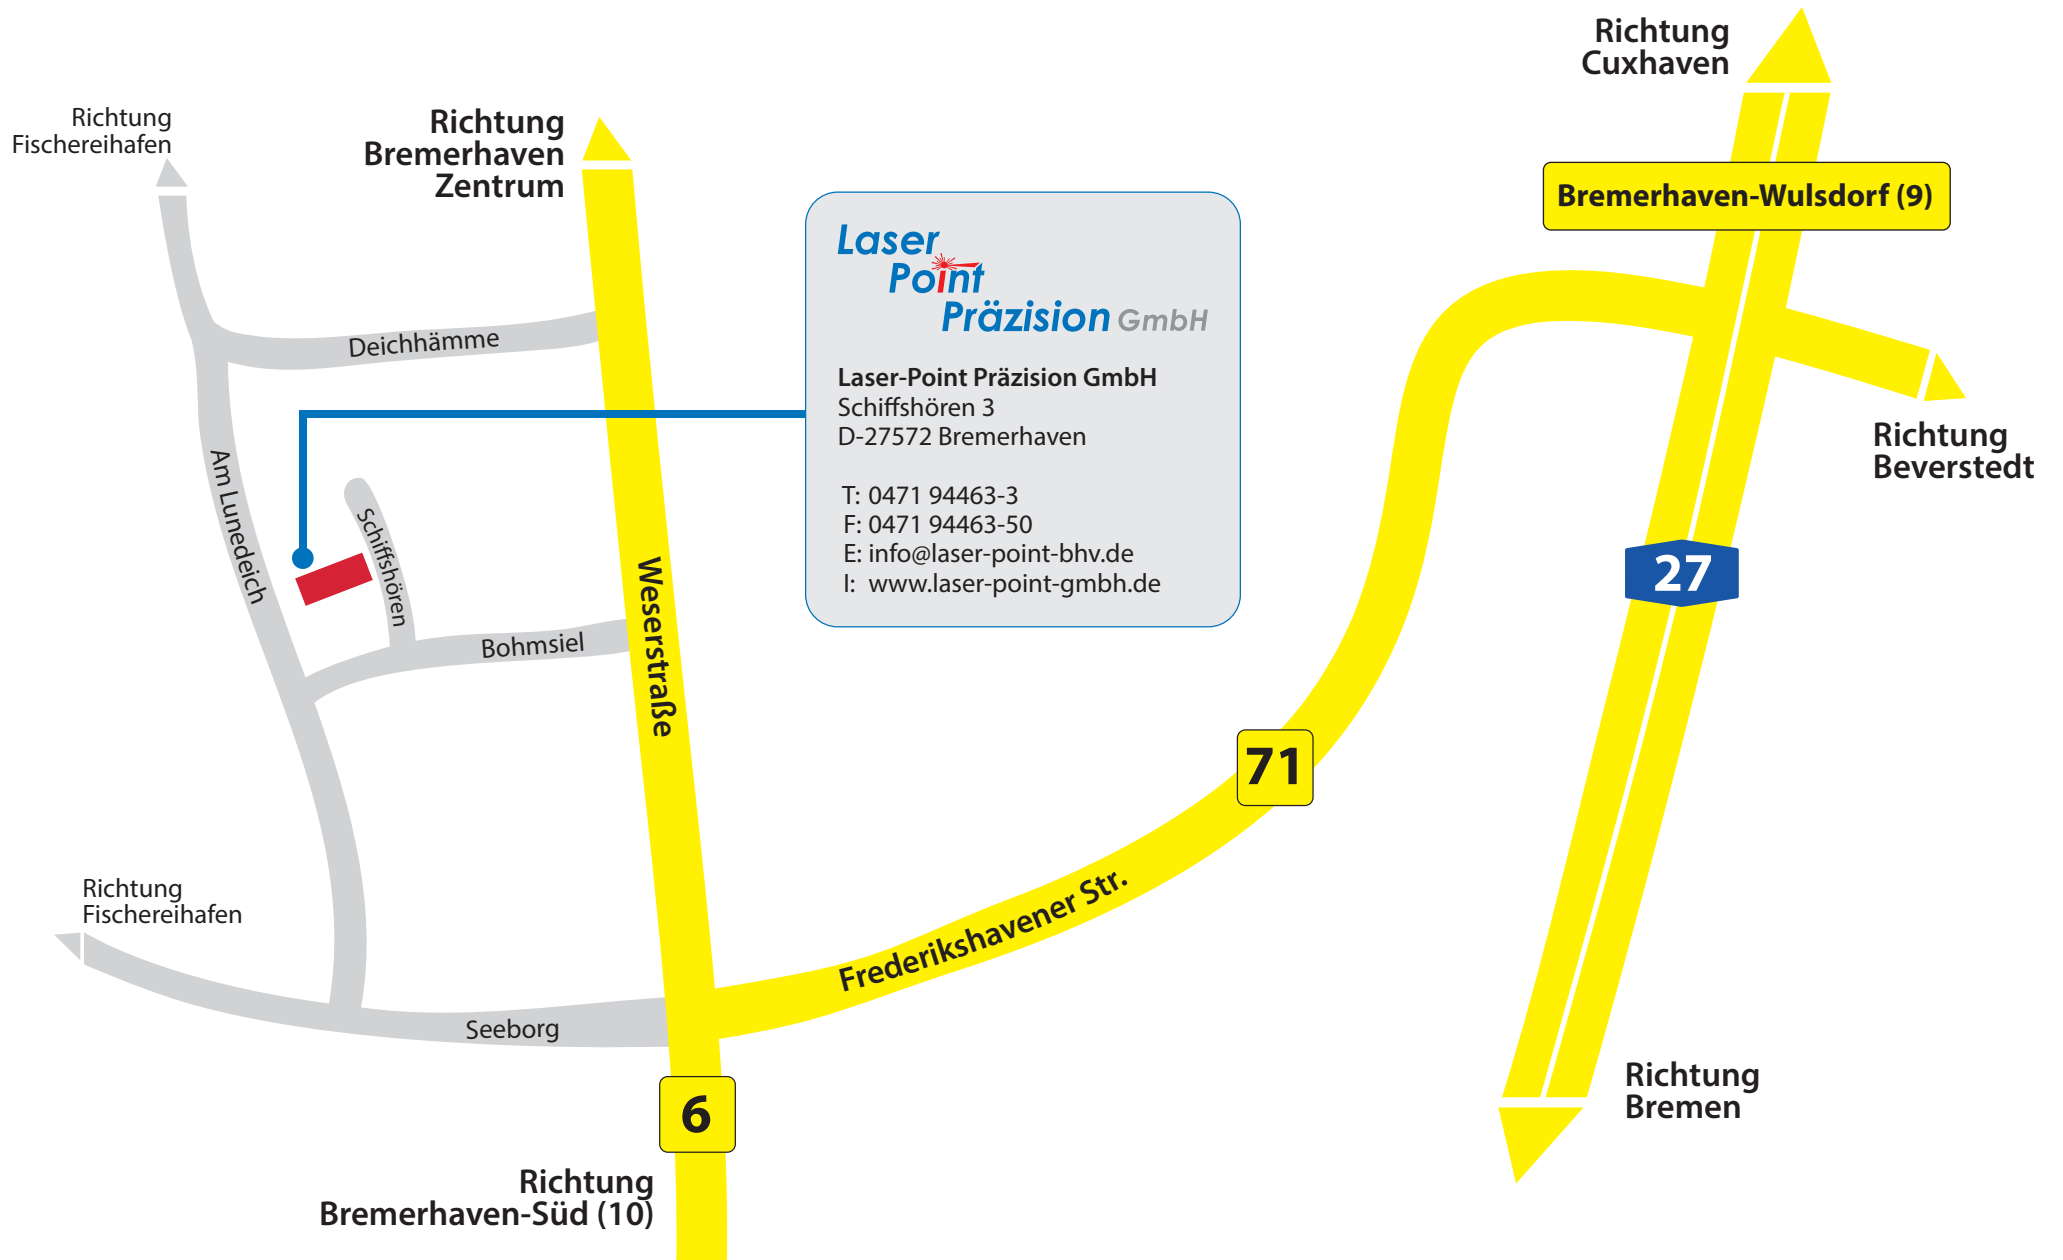 Richtung
Cuxhaven
Richtung
Fischereihafen
Richtung
Bremerhaven
Zentrum
Bremerhaven-Wulsdorf (9)
Laser
Point
Präzision GmbH
Laser-Point Präzision GmbH
Schiffshören 3
D-27572 Bremerhaven
T: 0471 94463-3
F: 0471 94463-50
E: info@laser-point-bhv.de
I: www.laser-point-gmbh.de
Deichhämme
Richtung
Beverstedt
Am Lunedeich
Schiffshören
27
Bohmsiel
Weserstraße
71
Richtung
Fischereihafen
Frederikshavener Str.
Seeborg
6
Richtung
Bremen
Richtung
Bremerhaven-Süd (10)